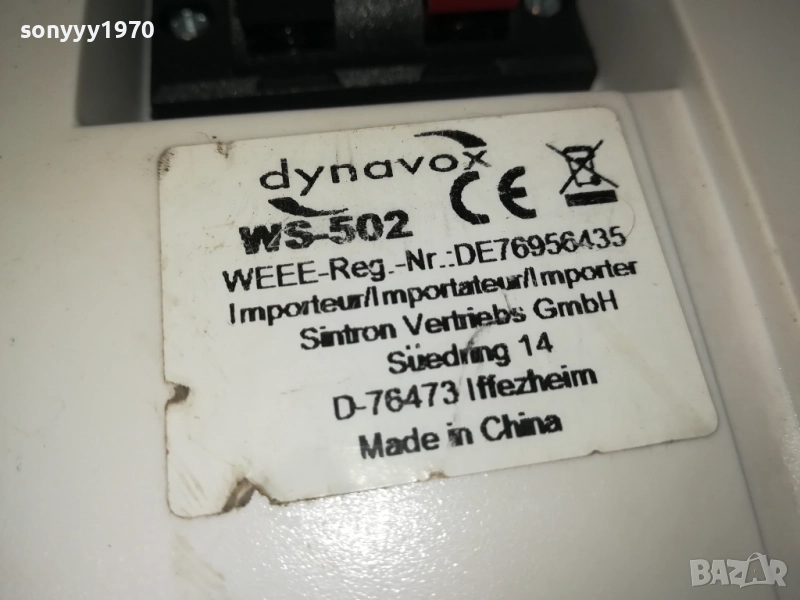 sonyyy1970
dynavox
WS-502
CE
WEEE-Reg.-Nr.:DE76956435
Importeur/Importateur/Importer
Sintron Vertriebs GmbH
Süedring 14
D-76473 Iffezheim
Made in China
BAZAR